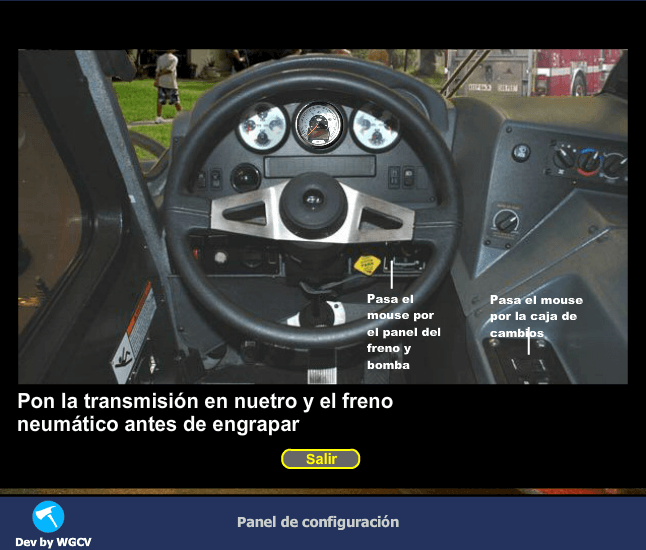 Pasa el
mouse por
el panel del
freno y
bomba
Pasa el mouse
por la caja de
cambios
Pon la transmisión en nuetro y el freno
neumático antes de engrapar
Salir
Panel de configuración
Dev by WGCV